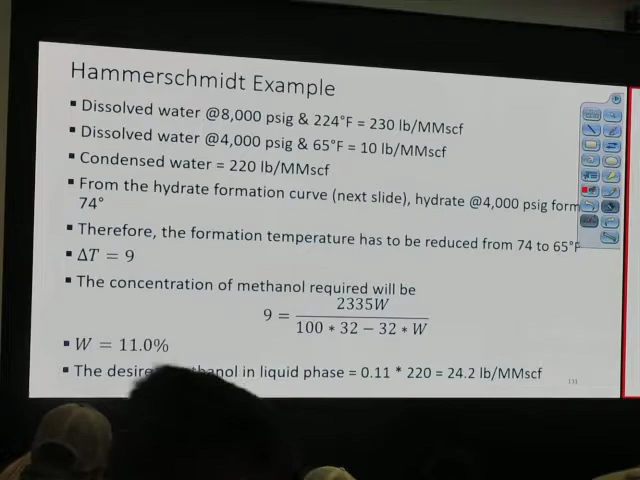 Hammerschmidt Example
▪ Dissolved water @8,000 psig & 224°F = 230 lb/MMscf
▪ Dissolved water @4,000 psig & 65°F = 10 lb/MMscf
▪ Condensed water = 220 lb/MMscf
▪ From the hydrate formation curve (next slide), hydrate @4,000 psig form
74°
▪ Therefore, the formation temperature has to be reduced from 74 to 65°F
▪ ΔT = 9
▪ The concentration of methanol required will be
9 = 2335W / (100 * 32 − 32 * W)
▪ W = 11.0%
▪ The desire thanol in liquid phase = 0.11 * 220 = 24.2 lb/MMscf